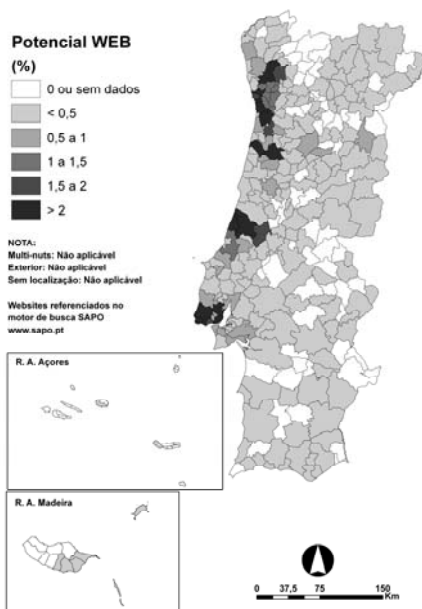 Potencial WEB
(%)
0 ou sem dados
< 0,5
0,5 a 1
1 a 1,5
1,5 a 2
> 2
NOTA:
Multi-nuts: Não aplicável
Exterior: Não aplicável
Sem localização: Não aplicável
Websites referenciados no
motor de busca SAPO
www.sapo.pt
R. A. Açores
R. A. Madeira
0 37,5 75 150
Km